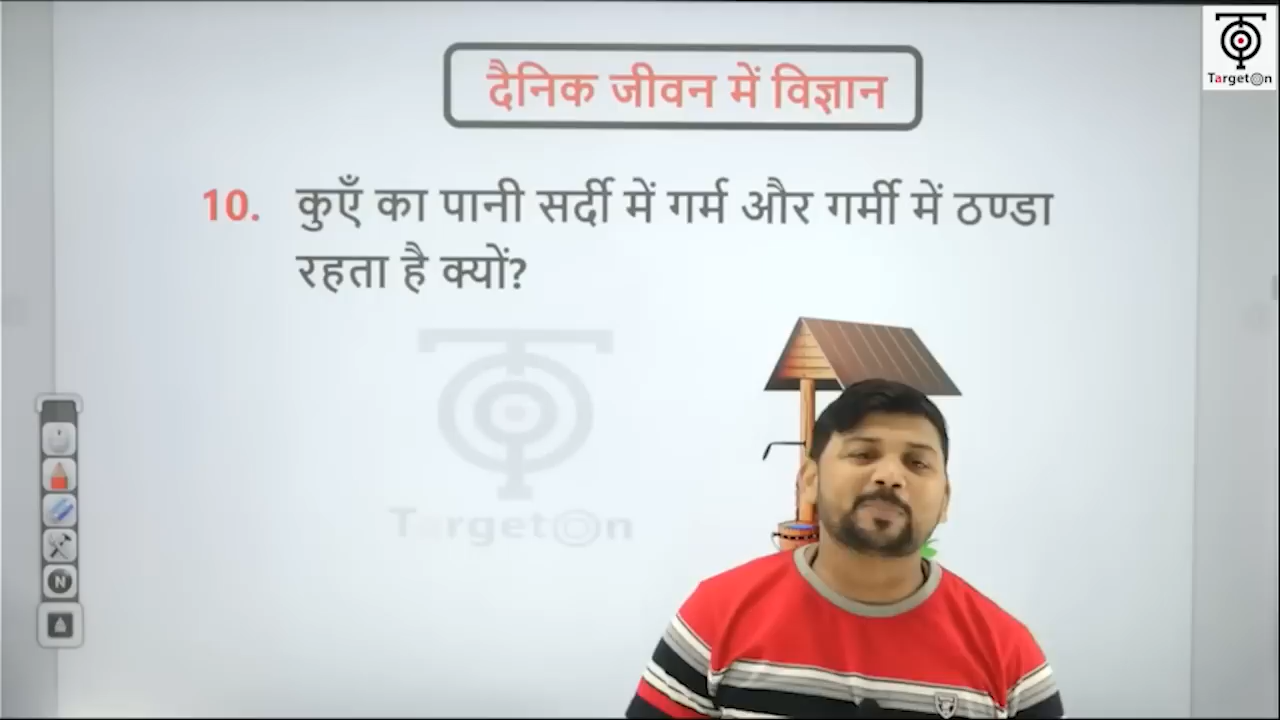 TargetOn
दैनिक जीवन में विज्ञान
10. कुएँ का पानी सर्दी में गर्म और गर्मी में ठण्डा
रहता है क्यों?
TargetOn
N